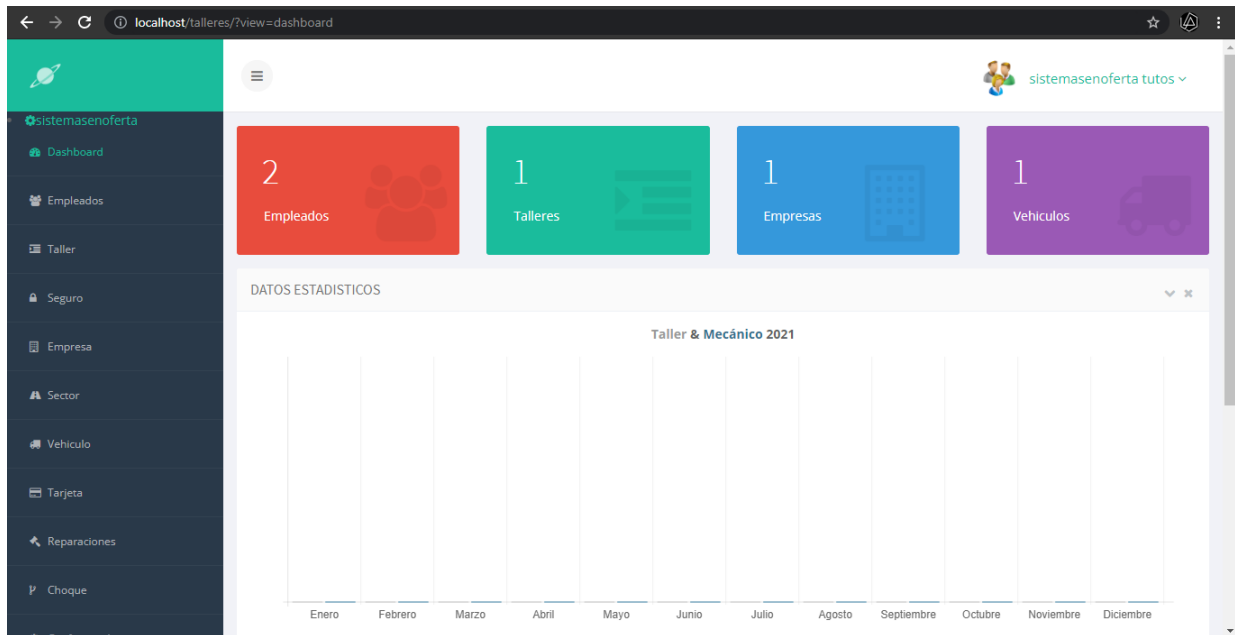 localhost/talleres/?view=dashboard
sistemasenoferta tutos
sistemasenoferta
Dashboard
Empleados
Taller
Seguro
Empresa
Sector
Vehiculo
Tarjeta
Reparaciones
Choque
2
Empleados
1
Talleres
1
Empresas
1
Vehiculos
DATOS ESTADISTICOS
Taller & Mecánico 2021
Enero Febrero Marzo Abril Mayo Junio Julio Agosto Septiembre Octubre Noviembre Diciembre